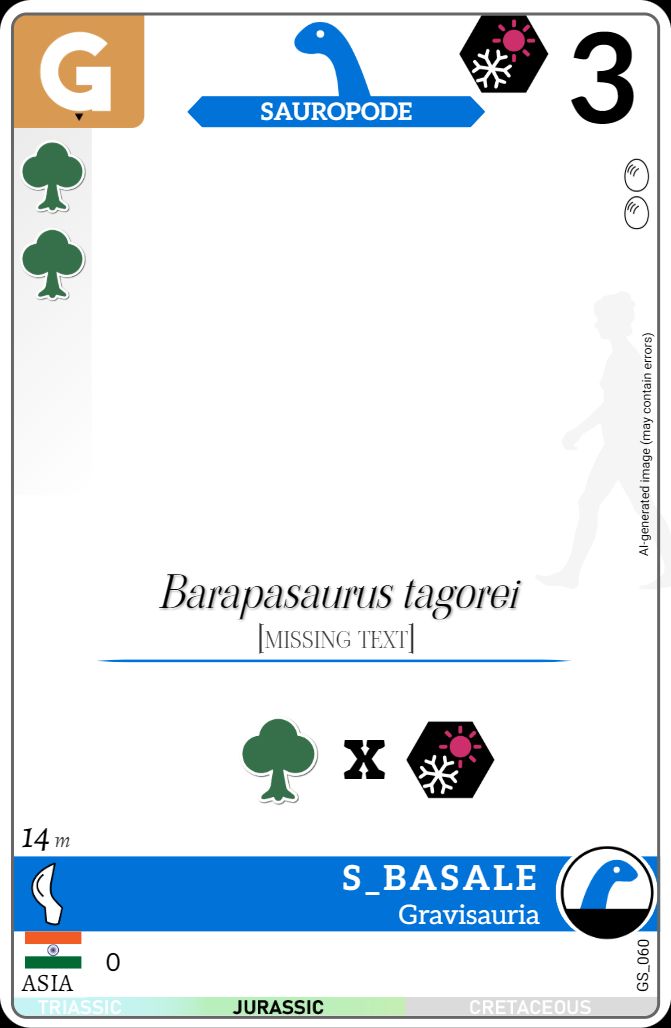 G
SAUROPODE
3
AI-generated image (may contain errors)
Barapasaurus tagorei
[MISSING TEXT]
x
14 m
S_BASALE
Gravisauria
0
ASIA
GS_060
TRIASSIC
JURASSIC
CRETACEOUS